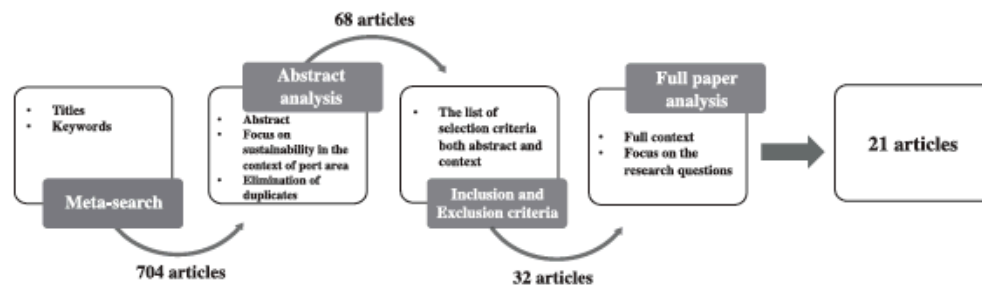 68 articles
Titles
Keywords
Meta-search
704 articles
Abstract
analysis
Abstract
Focus on
sustainability in the
context of port area
Elimination of
duplicates
The list of
selection criteria
both abstract and
context
Inclusion and
Exclusion criteria
32 articles
Full paper
analysis
Full context
Focus on the
research questions
21 articles